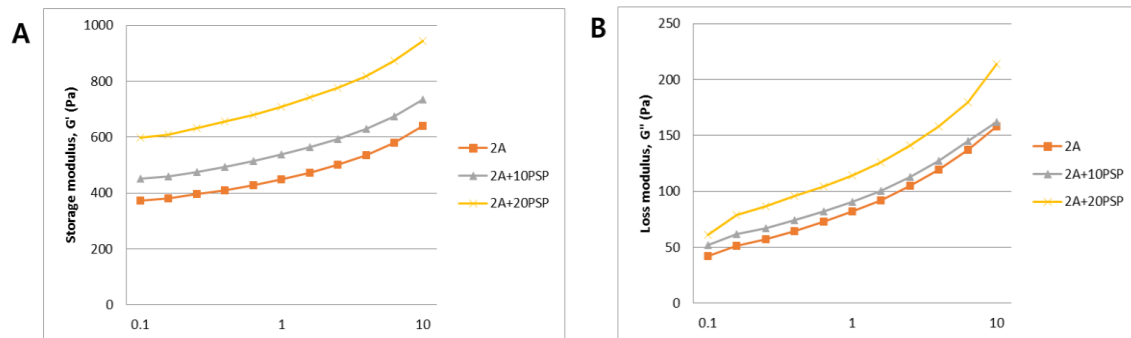 A
Storage modulus, G' (Pa)
1000
800
600
400
200
0
0.1
1
10
2A
2A+10PSP
2A+20PSP
B
Loss modulus, G" (Pa)
250
200
150
100
50
0
0.1
1
10
2A
2A+10PSP
2A+20PSP